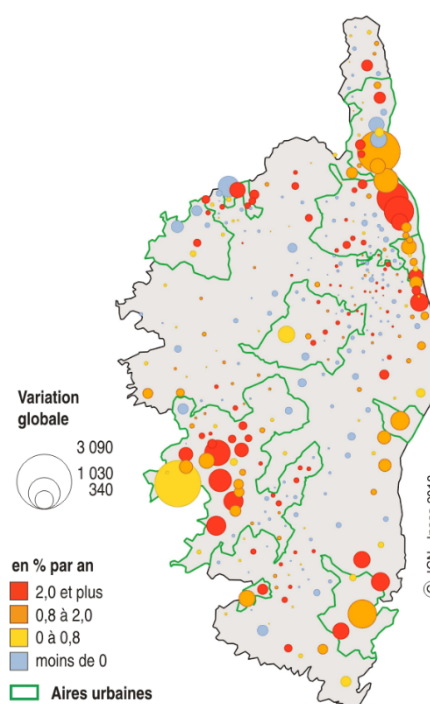 Variation
globale
3 090
1 030
340
en % par an
2,0 et plus
0,8 à 2,0
0 à 0,8
moins de 0
Aires urbaines
© IGN